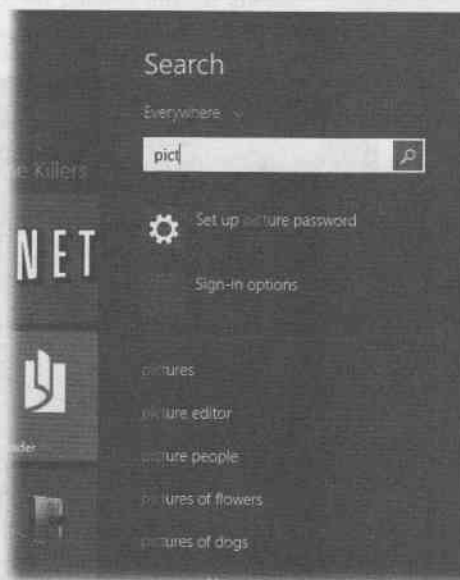 Search
Everywhere
pict
e Killers
Set up picture password
NET
Sign-in options
pictures
picture editor
ader
picture people
pictures of flowers
pictures of dogs